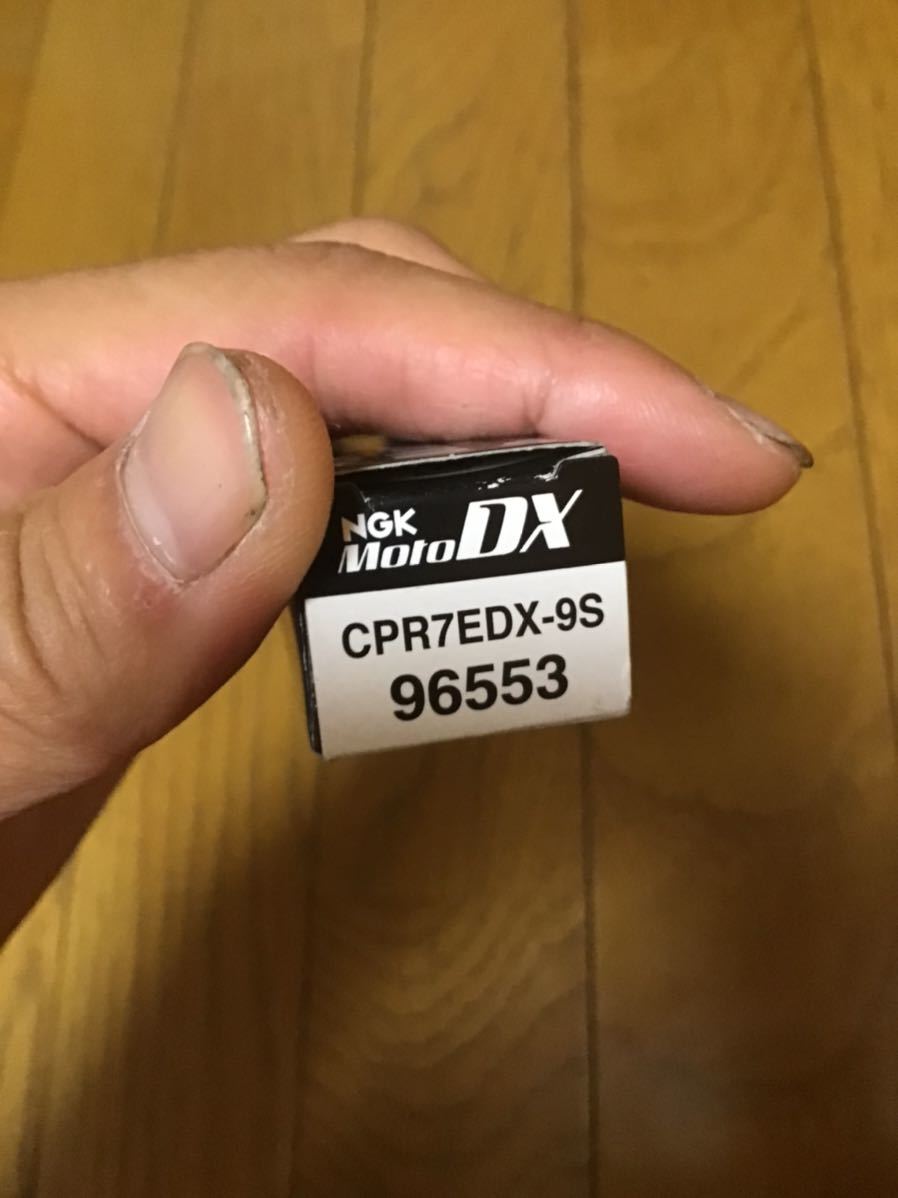 NGK
MotoDX
CPR7EDX-9S
96553